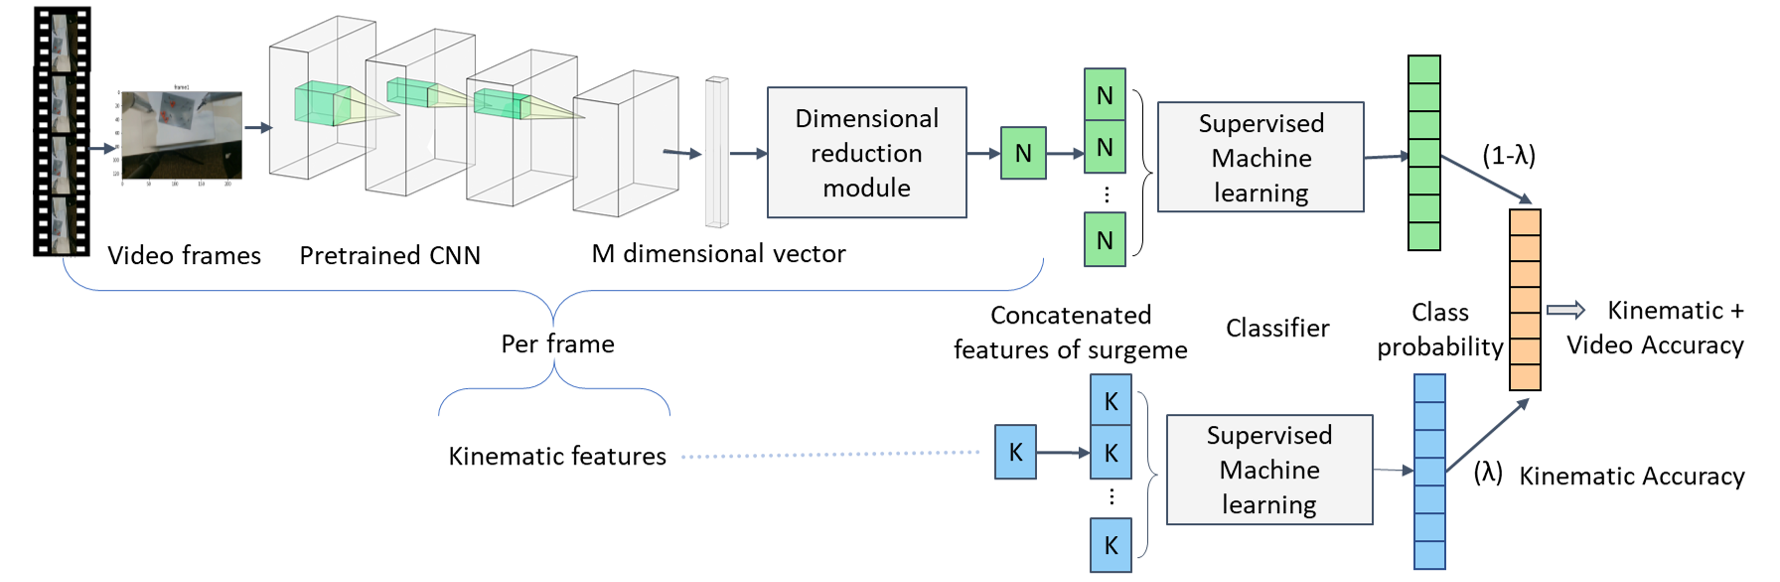 frame1
Video frames
Pretrained CNN
M dimensional vector
Dimensional
reduction
module
N
N
N
⋮
N
Supervised
Machine
learning
(1-λ)
Per frame
Concatenated
features of surgeme
Classifier
Class
probability
Kinematic +
Video Accuracy
Kinematic features
K
K
K
⋮
K
Supervised
Machine
learning
(λ)
Kinematic Accuracy